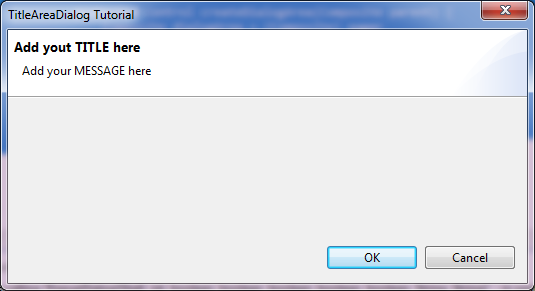 TitleAreaDialog Tutorial
Add yout TITLE here
Add your MESSAGE here
OK
Cancel